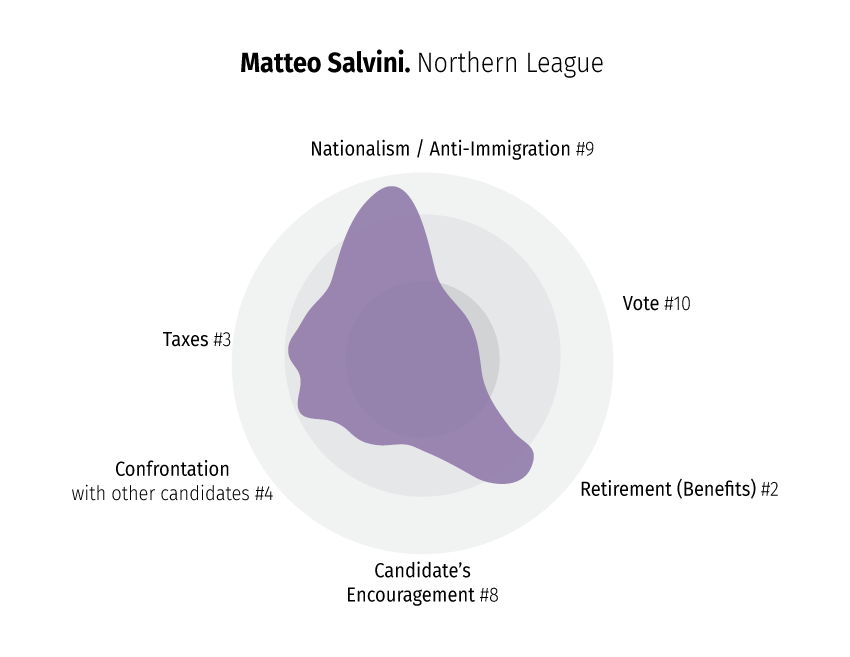 Matteo Salvini. Northern League
Nationalism / Anti-Immigration #9
Vote #10
Taxes #3
Confrontation
with other candidates #4
Retirement (Benefits) #2
Candidate’s
Encouragement #8